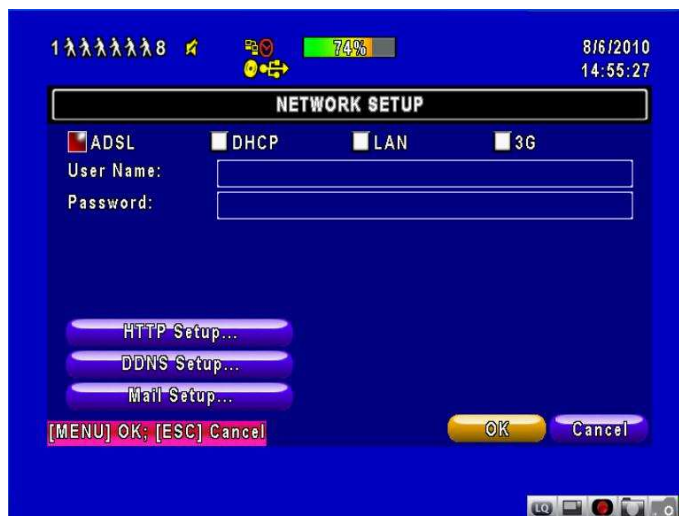 1 8 74% 8/6/2010
14:55:27
NETWORK SETUP
ADSL DHCP LAN 3G
User Name:
Password:
HTTP Setup...
DDNS Setup...
Mail Setup...
[MENU] OK; [ESC] Cancel OK Cancel
LQ